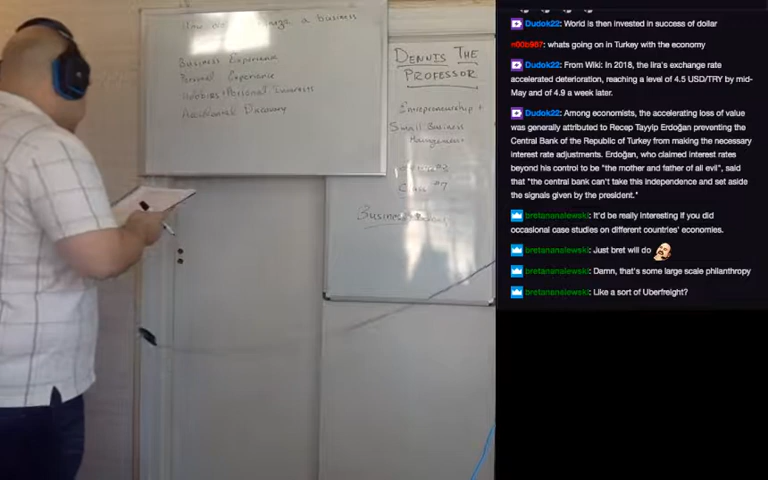 How do a business
Business Experience
Personal Experience
Hobbies + Personal Interests
Accidental Discovery
DENNIS THE
PROFESSOR
Entrepreneurship +
Small Business
Management
#3
Class #7
Business
Dudok22: World is then invested in success of dollar
n00b987: whats going on in Turkey with the economy
Dudok22: From Wiki: In 2018, the lira's exchange rate
accelerated deterioration, reaching a level of 4.5 USD/TRY by mid-
May and of 4.9 a week later.
Dudok22: Among economists, the accelerating loss of value
was generally attributed to Recep Tayyip Erdoğan preventing the
Central Bank of the Republic of Turkey from making the necessary
interest rate adjustments. Erdoğan, who claimed interest rates
beyond his control to be "the mother and father of all evil", said
that "the central bank can't take this independence and set aside
the signals given by the president."
bretananalewski: It'd be really interesting if you did
occasional case studies on different countries' economies.
bretananalewski: Just bret will do
bretananalewski: Damn, that's some large scale philanthropy
bretananalewski: Like a sort of Uberfreight?